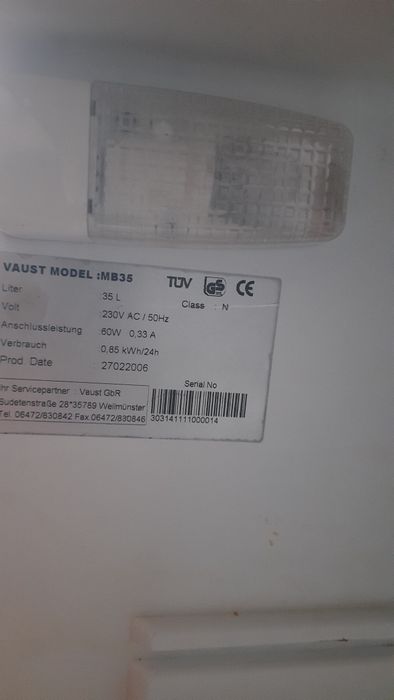 VAUST MODEL :MB35
TÜV GS CE
Liter :35 L
Class : N
Volt :230V AC / 50Hz
Anschlussleistung :60W 0,33 A
Verbrauch :0,85 kWh/24h
Prod. Date : 27022006
Ihr Servicepartner : Vaust GbR
Sudetenstraße 28*35789 Weilmünster
Tel. 06472/830842 Fax.06472/830846
Serial No
303141111000014